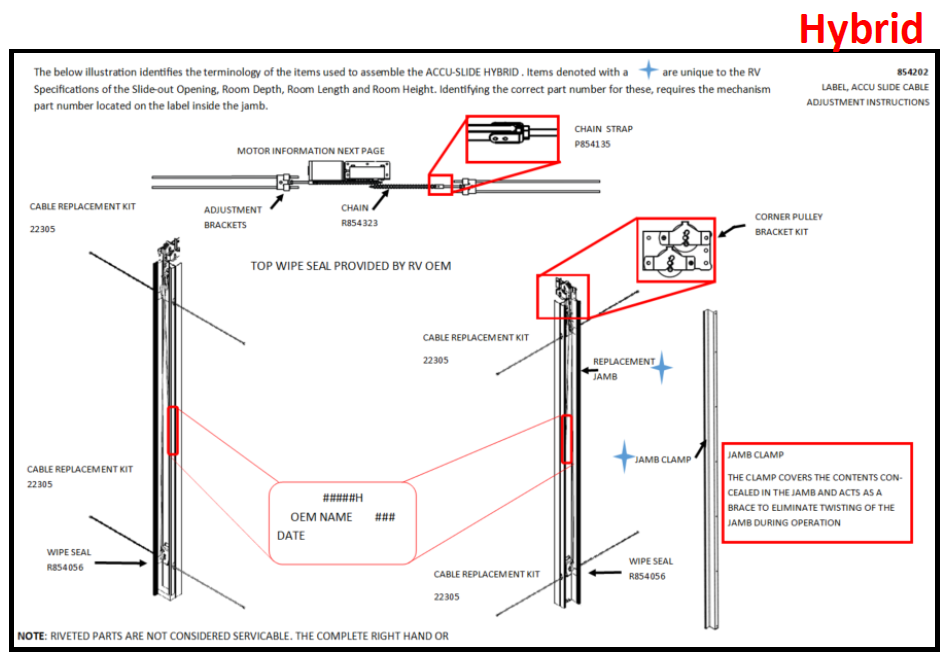 Hybrid
The below illustration identifies the terminology of the items used to assemble the ACCU-SLIDE HYBRID . Items denoted with a are unique to the RV
Specifications of the Slide-out Opening, Room Depth, Room Length and Room Height. Identifying the correct part number for these, requires the mechanism
part number located on the label inside the jamb.
854202
LABEL, ACCU SLIDE CABLE
ADJUSTMENT INSTRUCTIONS
CHAIN STRAP
P854135
MOTOR INFORMATION NEXT PAGE
CABLE REPLACEMENT KIT
22305
ADJUSTMENT
BRACKETS
CHAIN
R854323
CORNER PULLEY
BRACKET KIT
TOP WIPE SEAL PROVIDED BY RV OEM
CABLE REPLACEMENT KIT
22305
REPLACEMENT
JAMB
CABLE REPLACEMENT KIT
22305
JAMB CLAMP
JAMB CLAMP
THE CLAMP COVERS THE CONTENTS CON-
CEALED IN THE JAMB AND ACTS AS A
BRACE TO ELIMINATE TWISTING OF THE
JAMB DURING OPERATION
#####H
OEM NAME ###
DATE
WIPE SEAL
R854056
CABLE REPLACEMENT KIT
22305
WIPE SEAL
R854056
NOTE: RIVETED PARTS ARE NOT CONSIDERED SERVICABLE. THE COMPLETE RIGHT HAND OR